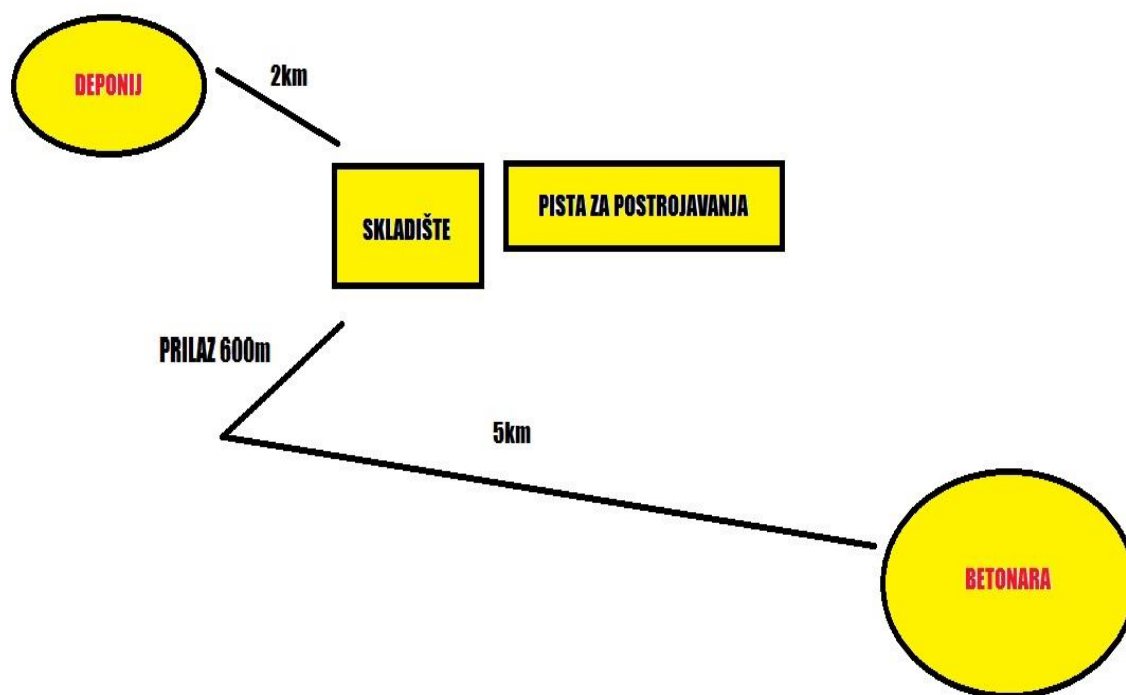 DEPONIJ
2km
SKLADIŠTE
PISTA ZA POSTROJAVANJA
PRILAZ 600m
5km
BETONARA